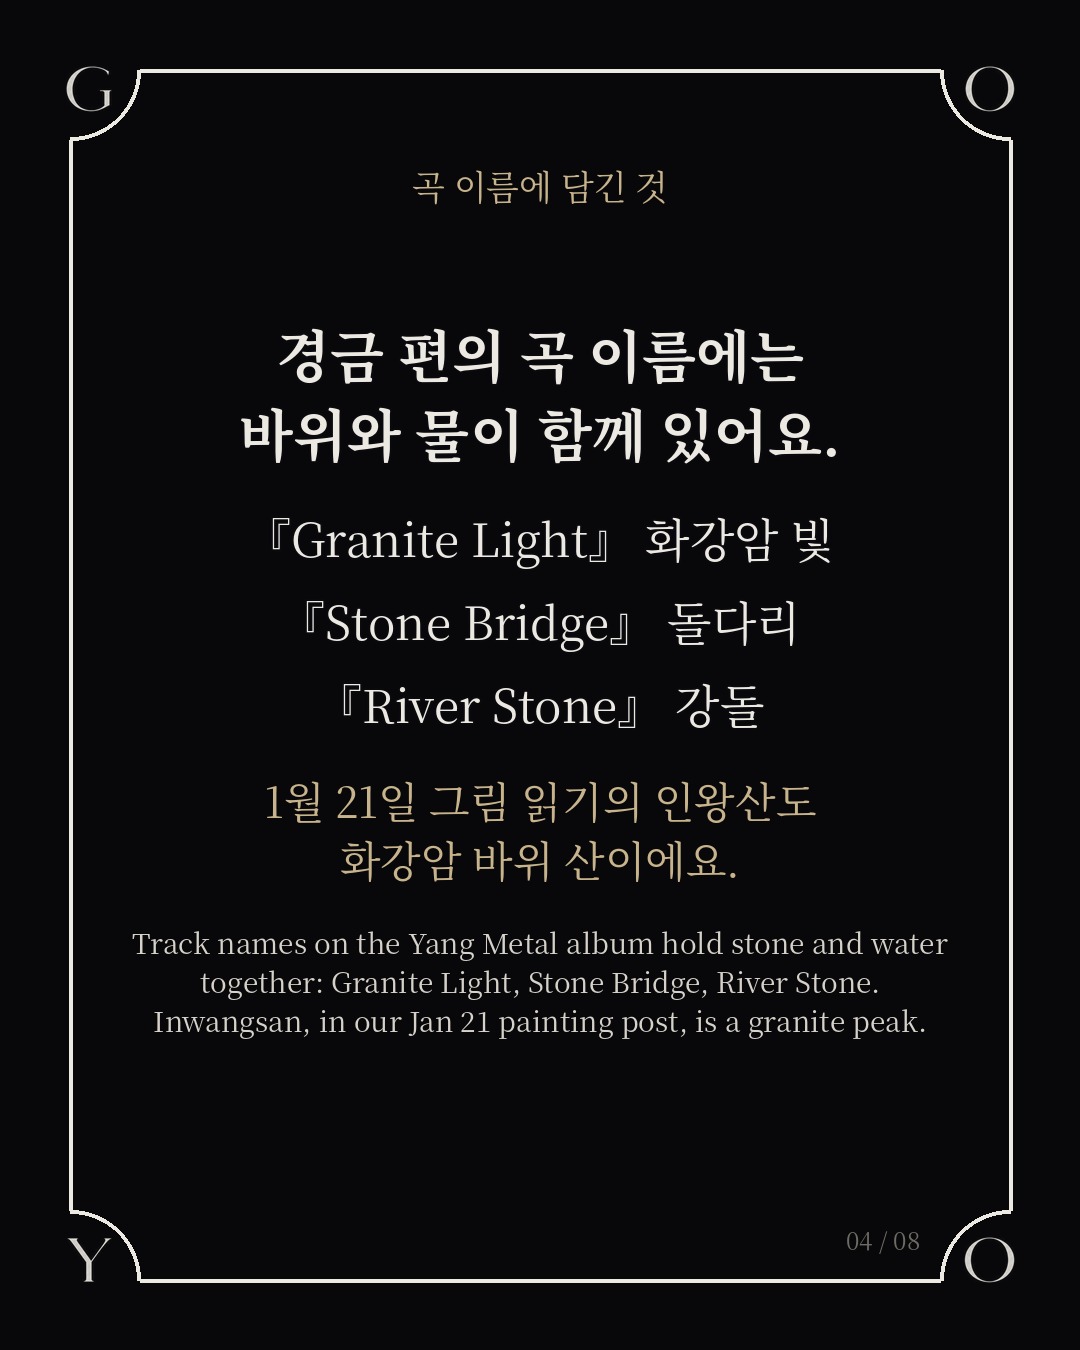 G O
곡 이름에 담긴 것
경금 편의 곡 이름에는
바위와 물이 함께 있어요.
『Granite Light』 화강암 빛
『Stone Bridge』 돌다리
『River Stone』 강돌
1월 21일 그림 읽기의 인왕산도
화강암 바위 산이에요.
Track names on the Yang Metal album hold stone and water
together: Granite Light, Stone Bridge, River Stone.
Inwangsan, in our Jan 21 painting post, is a granite peak.
04 / 08
Y O